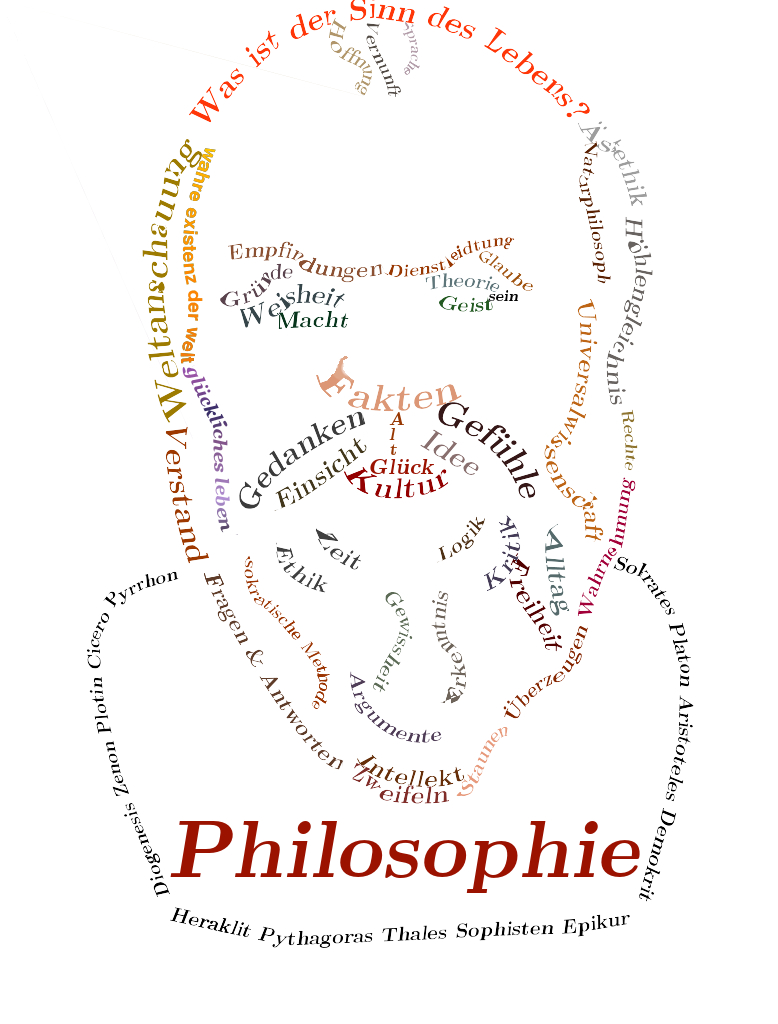 Was ist der Sinn des Lebens?
Hoffnung
Vernunft
Sprache
Weltanschauung
wahre existenz der welt
Ästethik
Naturphilosoph
Höhlengleichnis
Empfindungen
Dienstleidtung
Glaube
Gründe
Weisheit
Macht
Theorie
sein
Geist
Universalwissenschaft
glückliches leben
Fakten
Alt
Gedanken
Einsicht
Glück
Kultur
Idee
Gefühle
Rechte
Verstand
Wahrnehmung
Zeit
Ethik
Logik
Kritik
Freiheit
Alltag
sokratische Methode
Gewissheit
Erkenntnis
Fragen & Antworten
Argumente
Überzeugen
Staunen
Intellekt
Zweifeln
Pyrrhon
Cicero
Plotin
Zenon
Diogenesis
Sokrates Platon Aristoteles Demokrit
Philosophie
Heraklit Pythagoras Thales Sophisten Epikur